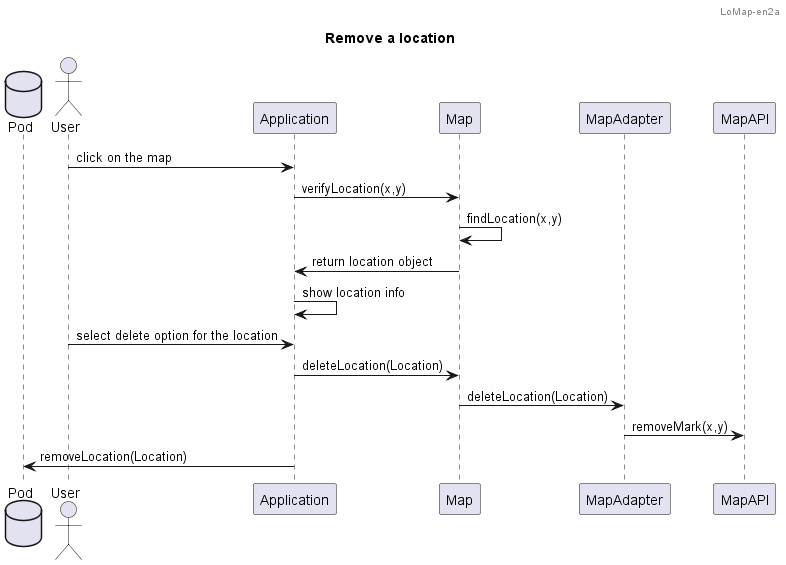 LoMap-en2a
Remove a location
Pod
User
Application
Map
MapAdapter
MapAPI
click on the map
verifyLocation(x,y)
findLocation(x,y)
return location object
show location info
select delete option for the location
deleteLocation(Location)
deleteLocation(Location)
removeMark(x,y)
removeLocation(Location)
Pod
User
Application
Map
MapAdapter
MapAPI